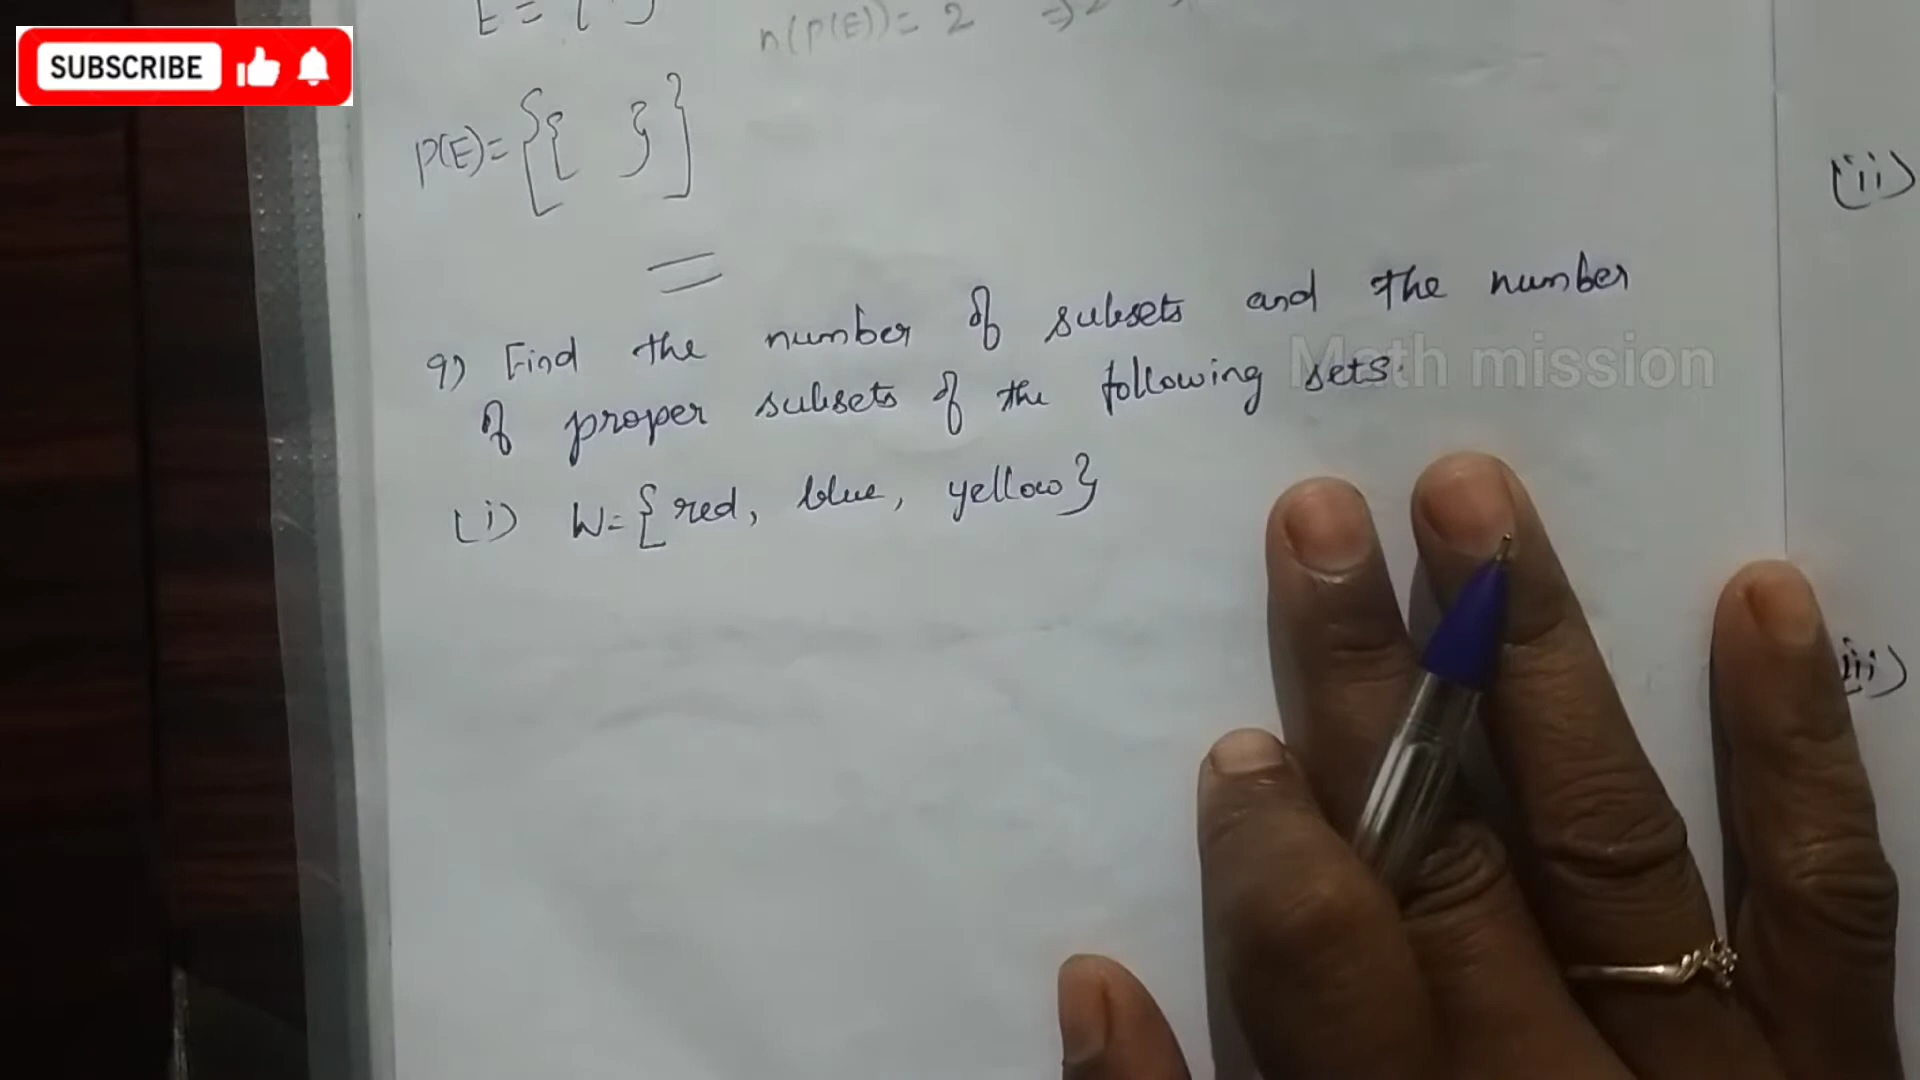 SUBSCRIBE
n(P(E)) = 2
P(E) = {{ }}
(ii)
9) Find the number of subsets and the number
of proper subsets of the following sets.
Math mission
(i) W = {red, blue, yellow}
(iii)